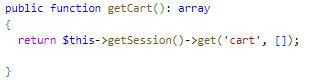 public function getCart(): array
{
  return $this->getSession()->get('cart', []);

}